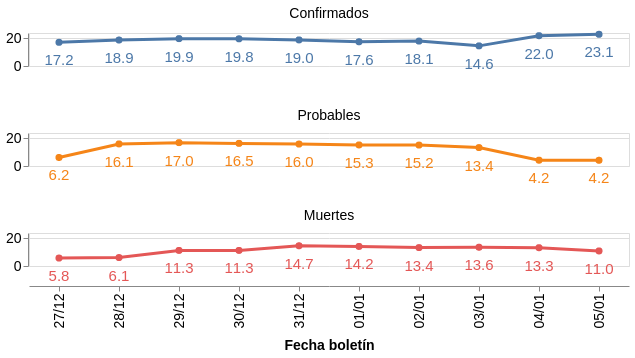 Confirmados
20
0
17.2 18.9 19.9 19.8 19.0 17.6 18.1 14.6 22.0 23.1
Probables
20
0
6.2 16.1 17.0 16.5 16.0 15.3 15.2 13.4 4.2 4.2
Muertes
20
0
5.8 6.1 11.3 11.3 14.7 14.2 13.4 13.6 13.3 11.0
27/12 28/12 29/12 30/12 31/12 01/01 02/01 03/01 04/01 05/01
Fecha boletín